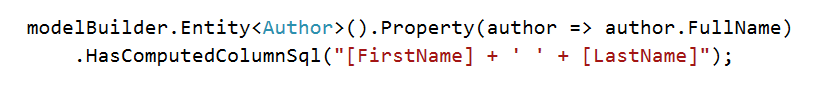 modelBuilder.Entity<Author>().Property(author => author.FullName)
.HasComputedColumnSql("[FirstName] + ' ' + [LastName]");